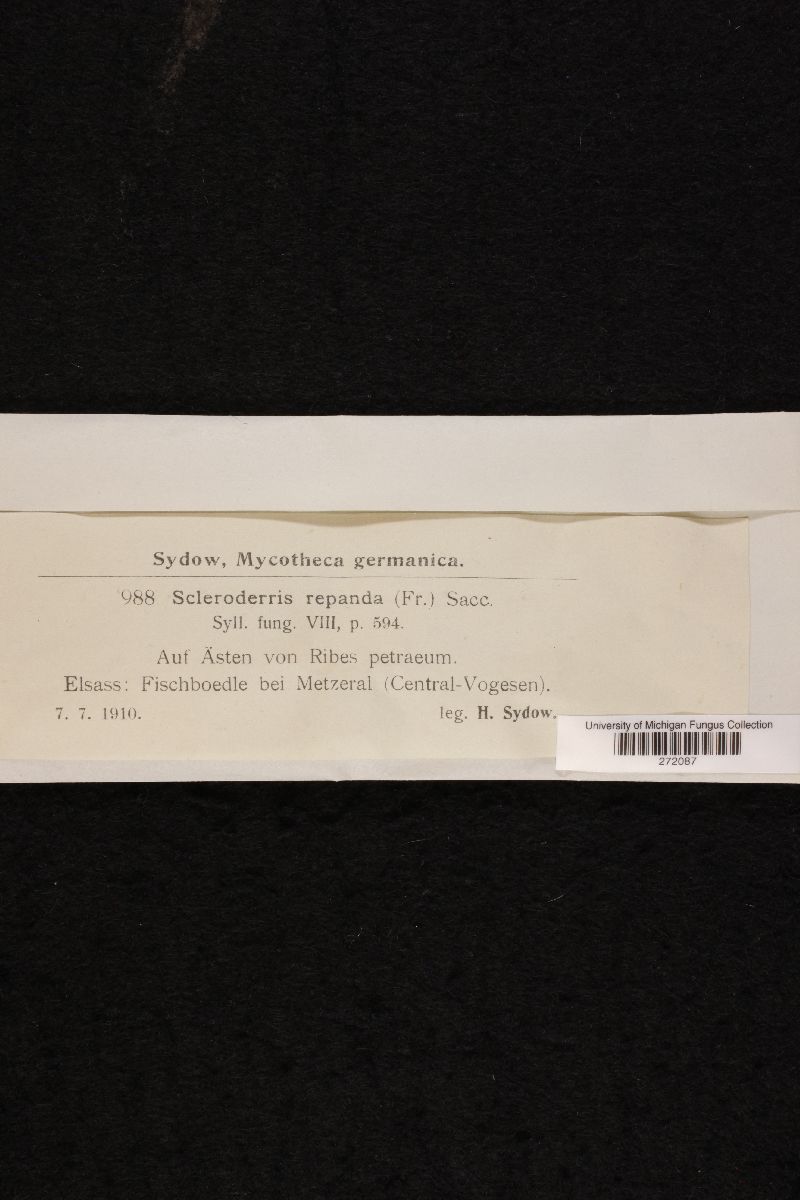 Sydow, Mycotheca germanica.
988 Scleroderris repanda (Fr.) Sacc.
Syll. fung. VIII, p. 594.
Auf Ästen von Ribes petraeum.
Elsass: Fischboedle bei Metzeral (Central-Vogesen).
7. 7. 1910. leg. H. Sydow.
University of Michigan Fungus Collection
272087